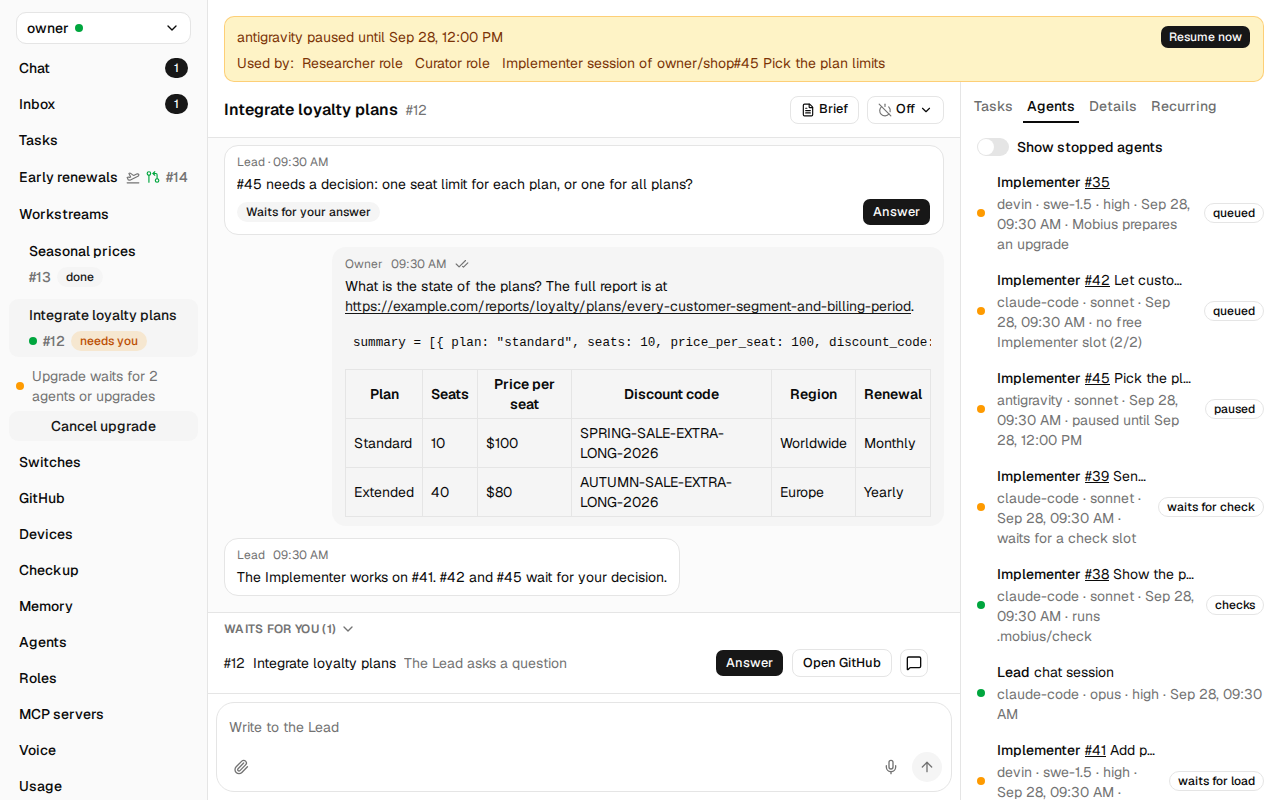 owner
Chat 1
Inbox 1
Tasks
Early renewals #14
Workstreams
Seasonal prices
#13 done
Integrate loyalty plans
#12 needs you
Upgrade waits for 2
agents or upgrades
Cancel upgrade
Switches
GitHub
Devices
Checkup
Memory
Agents
Roles
MCP servers
Voice
Usage
antigravity paused until Sep 28, 12:00 PM
Resume now
Used by: Researcher role Curator role Implementer session of owner/shop#45 Pick the plan limits
Integrate loyalty plans #12
Brief
Off
Lead · 09:30 AM
#45 needs a decision: one seat limit for each plan, or one for all plans?
Waits for your answer
Answer
Owner 09:30 AM
What is the state of the plans? The full report is at
https://example.com/reports/loyalty/plans/every-customer-segment-and-billing-period.
summary = [{ plan: "standard", seats: 10, price_per_seat: 100, discount_code:
Plan Seats Price per seat Discount code Region Renewal
Standard 10 $100 SPRING-SALE-EXTRA-LONG-2026 Worldwide Monthly
Extended 40 $80 AUTUMN-SALE-EXTRA-LONG-2026 Europe Yearly
Lead 09:30 AM
The Implementer works on #41. #42 and #45 wait for your decision.
WAITS FOR YOU (1)
#12 Integrate loyalty plans The Lead asks a question
Answer
Open GitHub
Write to the Lead
Tasks Agents Details Recurring
Show stopped agents
Implementer #35
devin · swe-1.5 · high · Sep 28,
09:30 AM · Mobius prepares
an upgrade
queued
Implementer #42 Let custo…
claude-code · sonnet · Sep
28, 09:30 AM · no free
Implementer slot (2/2)
queued
Implementer #45 Pick the pl…
antigravity · sonnet · Sep 28,
09:30 AM · paused until Sep
28, 12:00 PM
paused
Implementer #39 Sen…
claude-code · sonnet ·
Sep 28, 09:30 AM ·
waits for a check slot
waits for check
Implementer #38 Show the p…
claude-code · sonnet · Sep 28,
09:30 AM · runs
.mobius/check
checks
Lead chat session
claude-code · opus · high · Sep 28, 09:30
AM
Implementer #41 Add p…
devin · swe-1.5 · high ·
Sep 28, 09:30 AM ·
waits for load